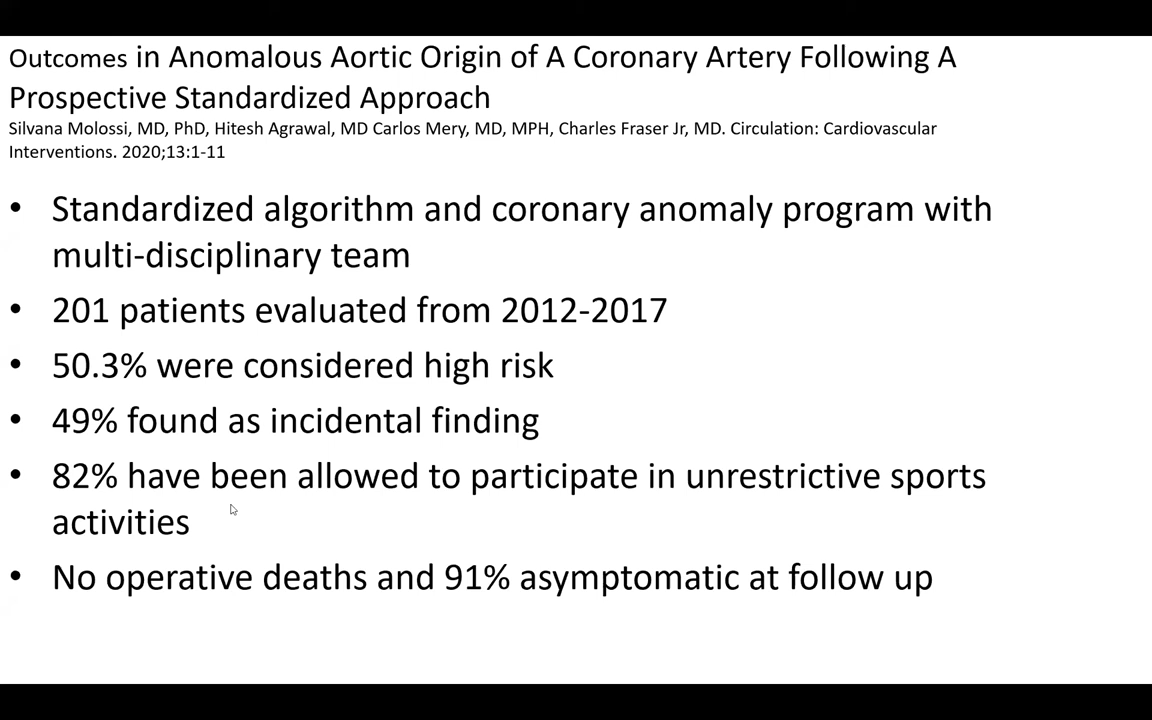 Outcomes in Anomalous Aortic Origin of A Coronary Artery Following A
Prospective Standardized Approach
Silvana Molossi, MD, PhD, Hitesh Agrawal, MD Carlos Mery, MD, MPH, Charles Fraser Jr, MD. Circulation: Cardiovascular
Interventions. 2020;13:1-11
• Standardized algorithm and coronary anomaly program with
multi-disciplinary team
• 201 patients evaluated from 2012-2017
• 50.3% were considered high risk
• 49% found as incidental finding
• 82% have been allowed to participate in unrestrictive sports
activities
• No operative deaths and 91% asymptomatic at follow up